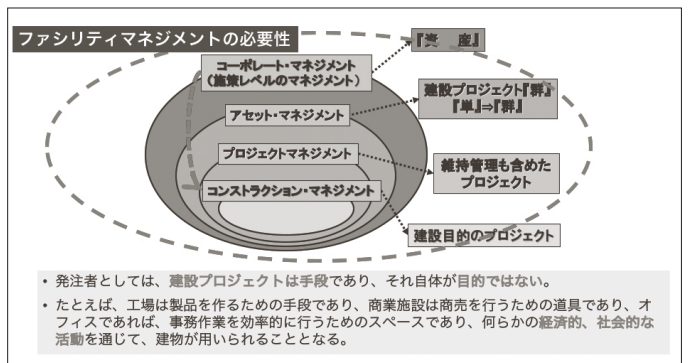 ファシリティマネジメントの必要性
『資　産』
コーポレート・マネジメント
(施策レベルのマネジメント)
建設プロジェクト『群』
『単』⇒『群』
アセット・マネジメント
プロジェクトマネジメント
維持管理も含めた
プロジェクト
コンストラクション・マネジメント
建設目的のプロジェクト
• 発注者としては、建設プロジェクトは手段であり、それ自体が目的ではない。
• たとえば、工場は製品を作るための手段であり、商業施設は商売を行うための道具であり、オ
フィスであれば、事務作業を効率的に行うためのスペースであり、何らかの経済的、社会的な
活動を通じて、建物が用いられることとなる。